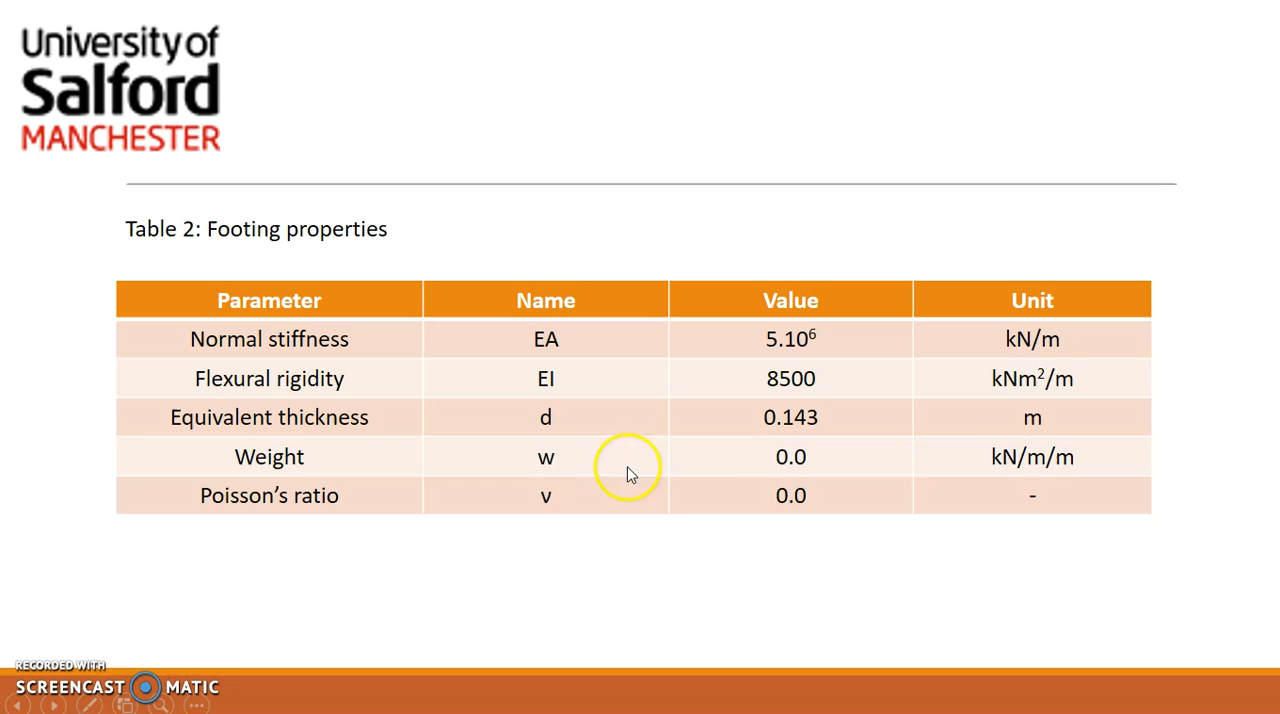 University of
Salford
MANCHESTER
Table 2: Footing properties
Parameter Name Value Unit
Normal stiffness EA 5.10⁶ kN/m
Flexural rigidity EI 8500 kNm²/m
Equivalent thickness d 0.143 m
Weight w 0.0 kN/m/m
Poisson’s ratio ν 0.0 -
RECORDED WITH
SCREENCAST MATIC